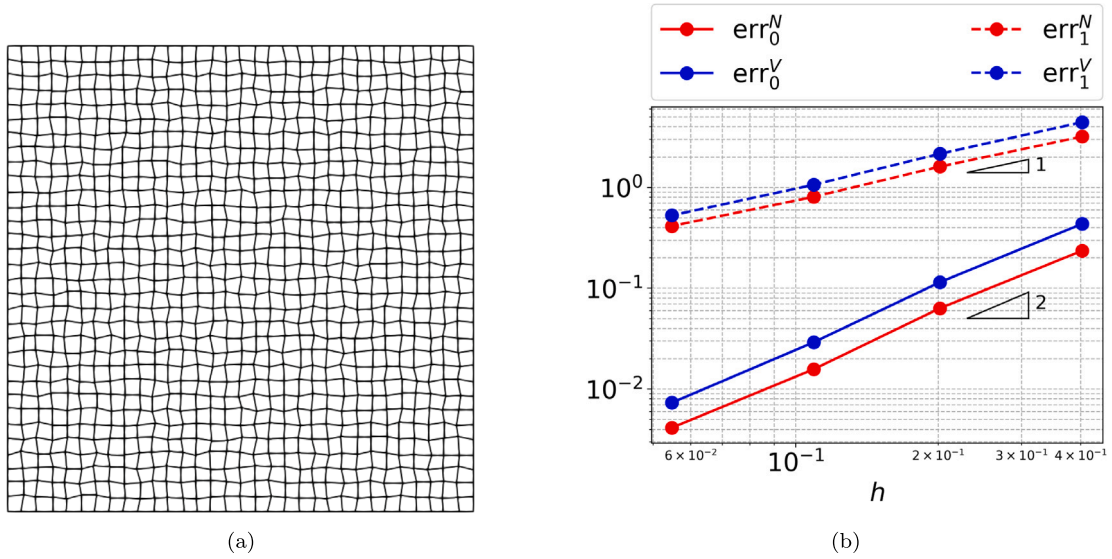 err₀ᴺ err₁ᴺ
err₀ⱽ err₁ⱽ
10⁰
1
10⁻¹
2
10⁻²
6 × 10⁻² 10⁻¹ 2 × 10⁻¹ 3 × 10⁻¹ 4 × 10⁻¹
h
(a) (b)